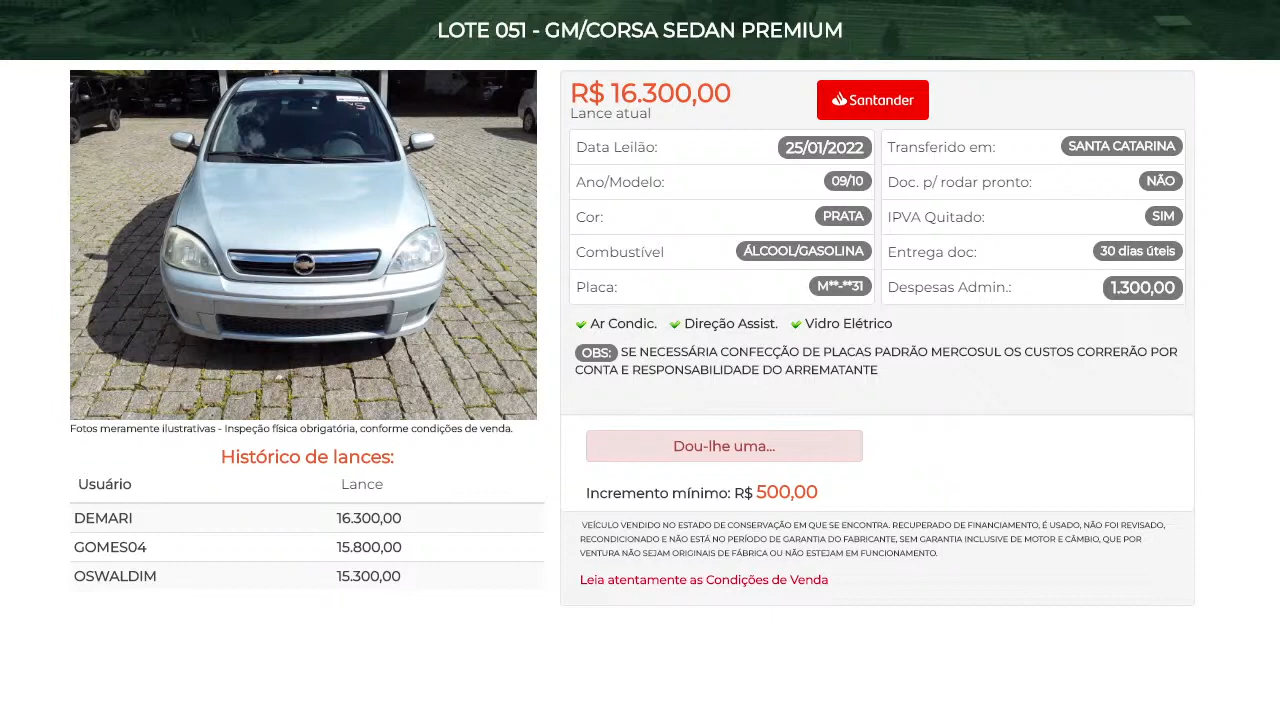 LOTE 051 - GM/CORSA SEDAN PREMIUM
R$ 16.300,00
Lance atual
Santander
Data Leilão: 25/01/2022
Ano/Modelo: 09/10
Cor: PRATA
Combustível ÁLCOOL/GASOLINA
Placa: M**-**31
Transferido em: SANTA CATARINA
Doc. p/ rodar pronto: NÃO
IPVA Quitado: SIM
Entrega doc: 30 dias úteis
Despesas Admin.: 1.300,00
Ar Condic. Direção Assist. Vidro Elétrico
OBS: SE NECESSÁRIA CONFECÇÃO DE PLACAS PADRÃO MERCOSUL OS CUSTOS CORRERÃO POR
CONTA E RESPONSABILIDADE DO ARREMATANTE
Fotos meramente ilustrativas - Inspeção física obrigatória, conforme condições de venda.
Histórico de lances:
Usuário Lance
DEMARI 16.300,00
GOMES04 15.800,00
OSWALDIM 15.300,00
Dou-lhe uma...
Incremento mínimo: R$ 500,00
VEÍCULO VENDIDO NO ESTADO DE CONSERVAÇÃO EM QUE SE ENCONTRA. RECUPERADO DE FINANCIAMENTO, É USADO, NÃO FOI REVISADO,
RECONDICIONADO E NÃO ESTÁ NO PERÍODO DE GARANTIA DO FABRICANTE, SEM GARANTIA INCLUSIVE DE MOTOR E CÂMBIO, QUE POR
VENTURA NÃO SEJAM ORIGINAIS DE FÁBRICA OU NÃO ESTEJAM EM FUNCIONAMENTO.
Leia atentamente as Condições de Venda